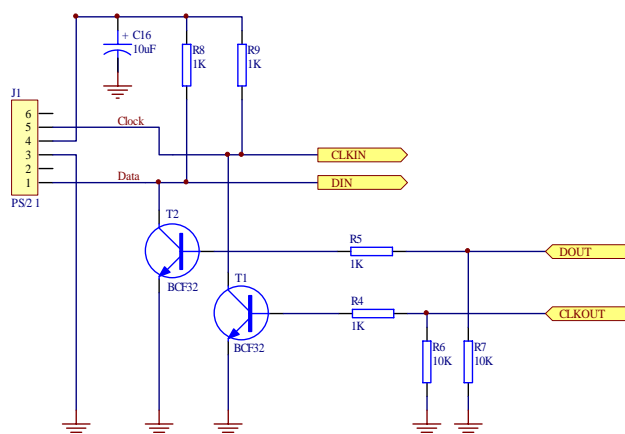 + C16
10uF
R8
1K
R9
1K
J1
6
5
4
3
2
1
PS/2 1
Clock
CLKIN
Data
DIN
T2
BCF32
R5
1K
DOUT
T1
BCF32
R4
1K
CLKOUT
R6
10K
R7
10K